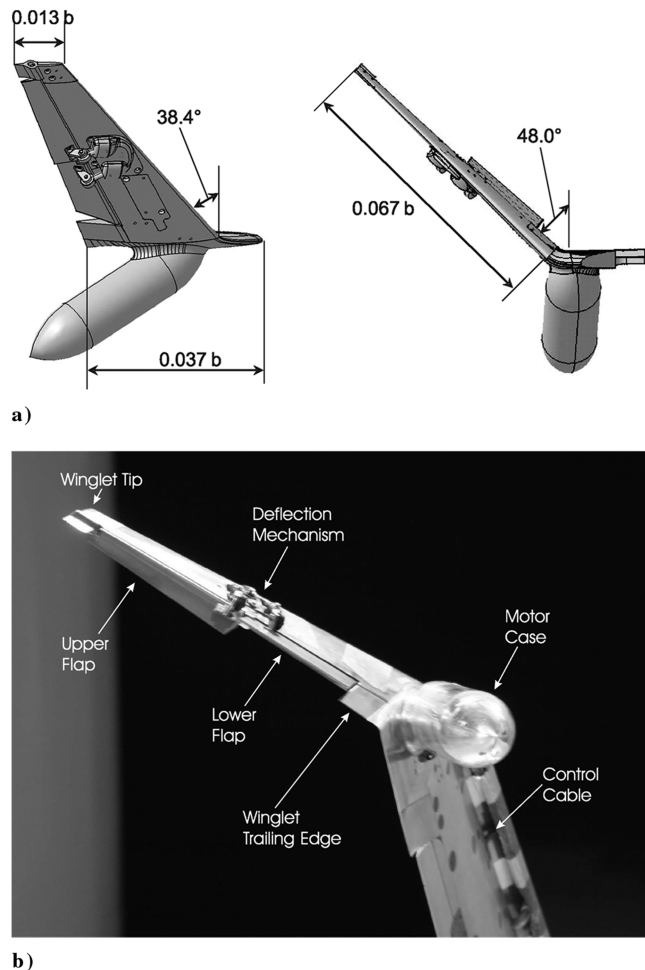 0.013 b
38.4°
0.037 b
48.0°
0.067 b
a)
Winglet Tip
Deflection
Mechanism
Motor
Case
Upper
Flap
Lower
Flap
Control
Cable
Winglet
Trailing Edge
b)